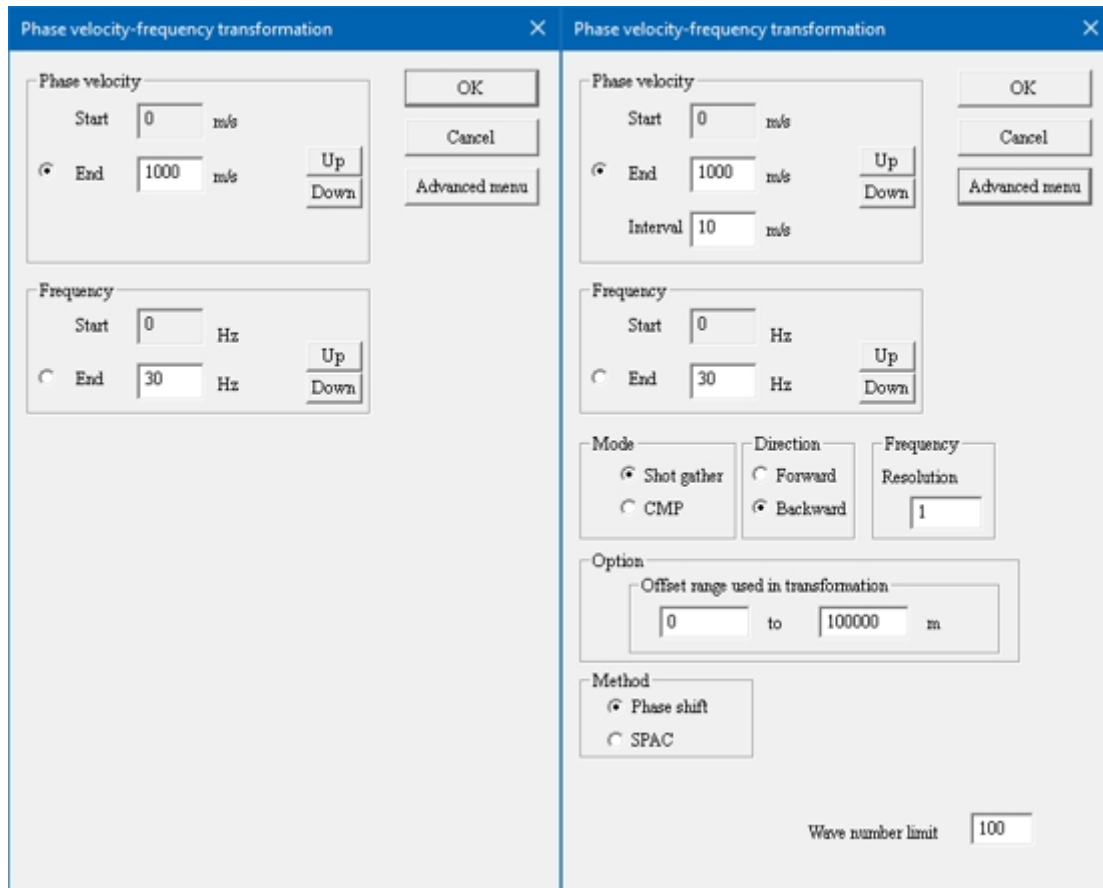 Phase velocity-frequency transformation
Phase velocity
Start 0 m/s
End 1000 m/s
Up
Down
OK
Cancel
Advanced menu
Frequency
Start 0 Hz
End 30 Hz
Up
Down
Phase velocity-frequency transformation
Phase velocity
Start 0 m/s
End 1000 m/s
Interval 10 m/s
Up
Down
OK
Cancel
Advanced menu
Frequency
Start 0 Hz
End 30 Hz
Up
Down
Mode
Shot gather
CMP
Direction
Forward
Backward
Frequency
Resolution
1
Option
Offset range used in transformation
0 to 100000 m
Method
Phase shift
SPAC
Wave number limit 100